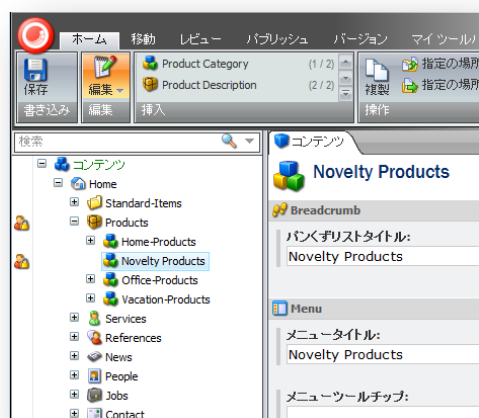 ホーム 移動 レビュー パブリッシュ バージョン マイ ツールバ
保存 編集 Product Category (1 / 2) 複製 指定の場所
Product Description (2 / 2) 指定の場所
書き込み 編集 挿入 操作
検索 コンテンツ
コンテンツ
Home
Standard-Items
Products
Home-Products
Novelty Products
Office-Products
Vacation-Products
Services
References
News
People
Jobs
Contact
Novelty Products
Breadcrumb
パンくずリストタイトル:
Novelty Products
Menu
メニュータイトル:
Novelty Products
メニューツールチップ: